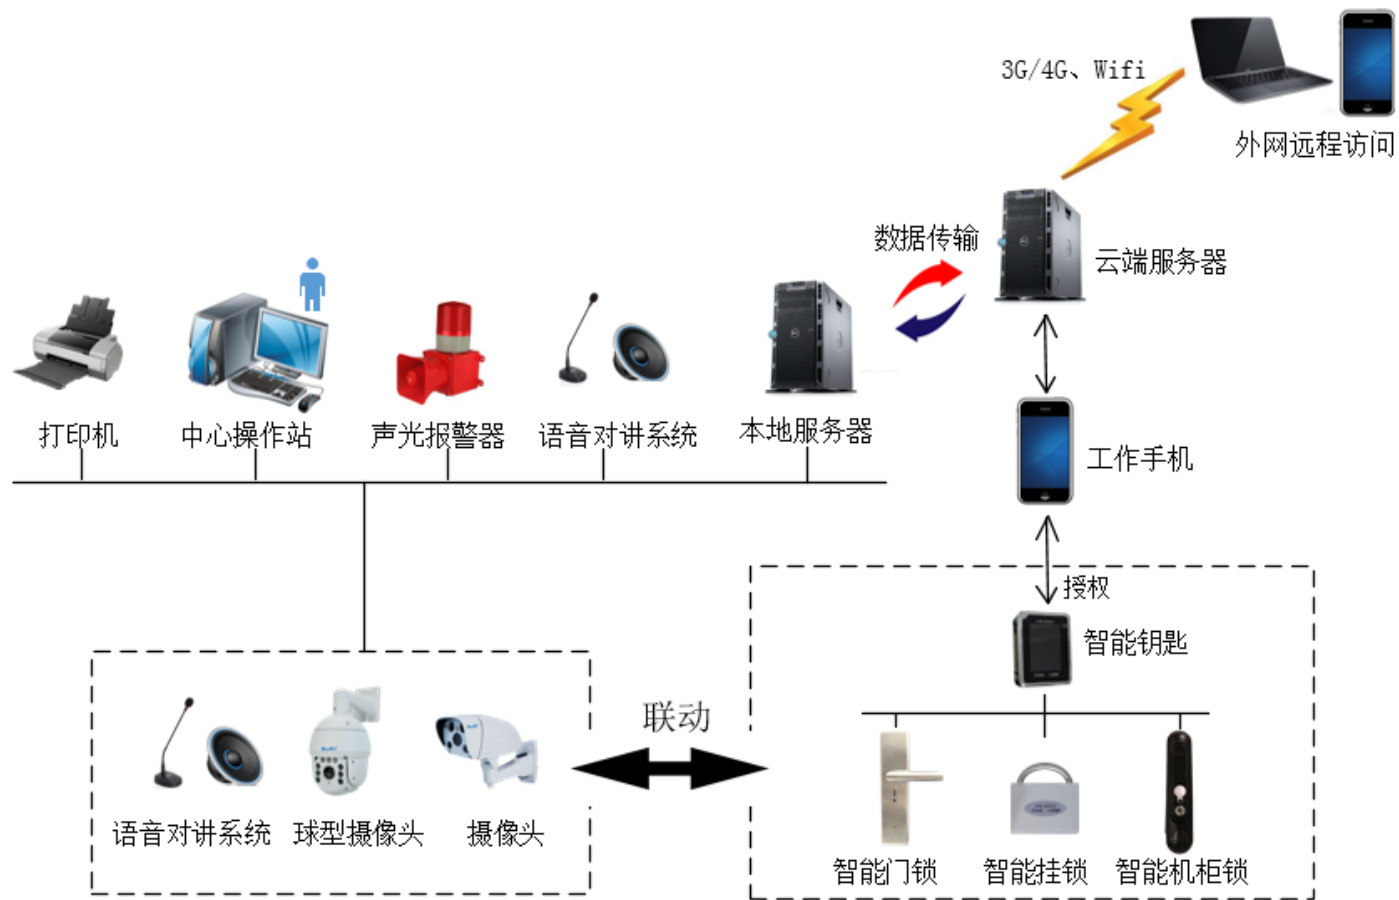 3G/4G、Wifi
外网远程访问
数据传输
云端服务器
打印机
中心操作站
声光报警器
语音对讲系统
本地服务器
工作手机
授权
智能钥匙
联动
语音对讲系统
球型摄像头
摄像头
智能门锁
智能挂锁
智能机柜锁